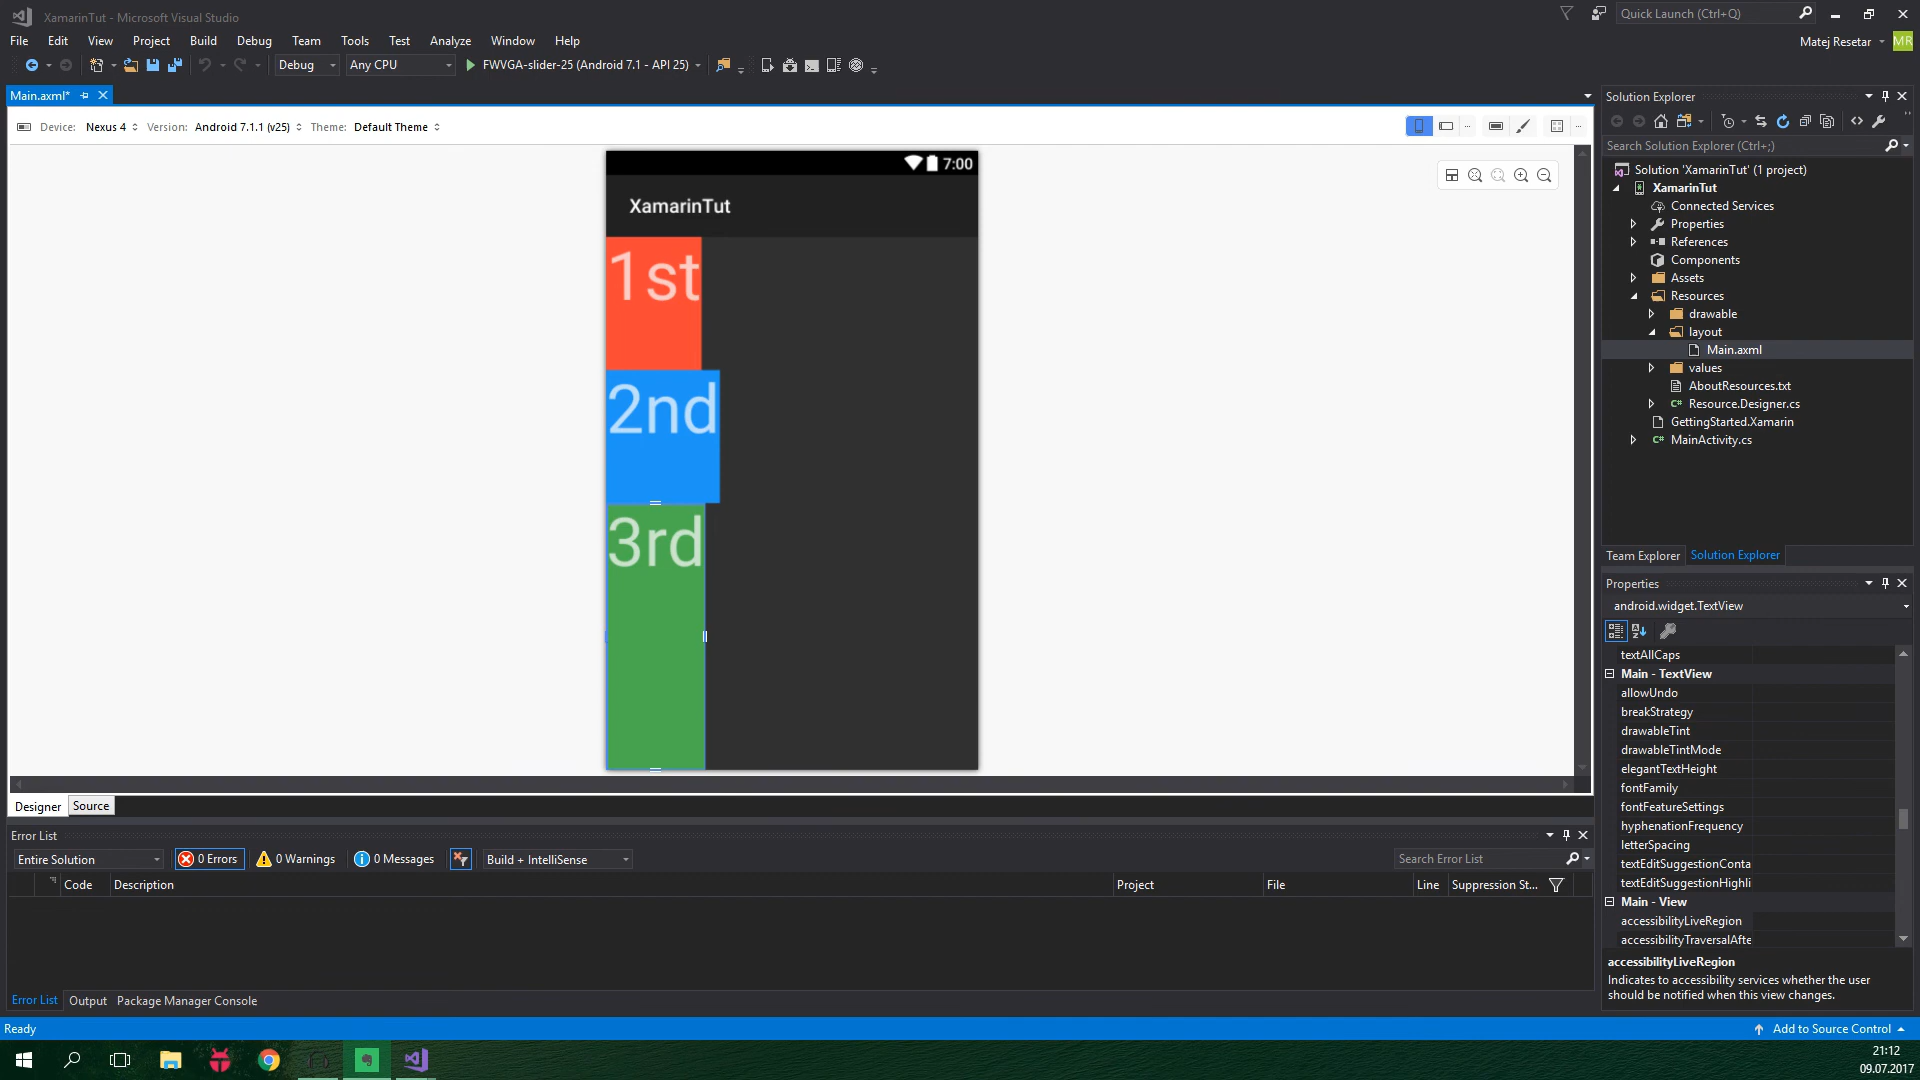 XamarinTut - Microsoft Visual Studio
Quick Launch (Ctrl+Q)
File Edit View Project Build Debug Team Tools Test Analyze Window Help
Matej Resetar MR
Debug Any CPU FWVGA-slider-25 (Android 7.1 - API 25)
Main.axml*
Device: Nexus 4 Version: Android 7.1.1 (v25) Theme: Default Theme
7:00
XamarinTut
1st
2nd
3rd
Designer Source
Solution Explorer
Search Solution Explorer (Ctrl+;)
Solution 'XamarinTut' (1 project)
XamarinTut
Connected Services
Properties
References
Components
Assets
Resources
drawable
layout
Main.axml
values
AboutResources.txt
C# Resource.Designer.cs
GettingStarted.Xamarin
C# MainActivity.cs
Team Explorer Solution Explorer
Properties
android.widget.TextView
textAllCaps
Main - TextView
allowUndo
breakStrategy
drawableTint
drawableTintMode
elegantTextHeight
fontFamily
fontFeatureSettings
hyphenationFrequency
letterSpacing
textEditSuggestionConta
textEditSuggestionHighli
Main - View
accessibilityLiveRegion
accessibilityTraversalAfte
accessibilityLiveRegion
Indicates to accessibility services whether the user
should be notified when this view changes.
Error List
Entire Solution 0 Errors 0 Warnings 0 Messages Build + IntelliSense Search Error List
Code Description Project File Line Suppression St...
Error List Output Package Manager Console
Ready Add to Source Control
21:12
09.07.2017